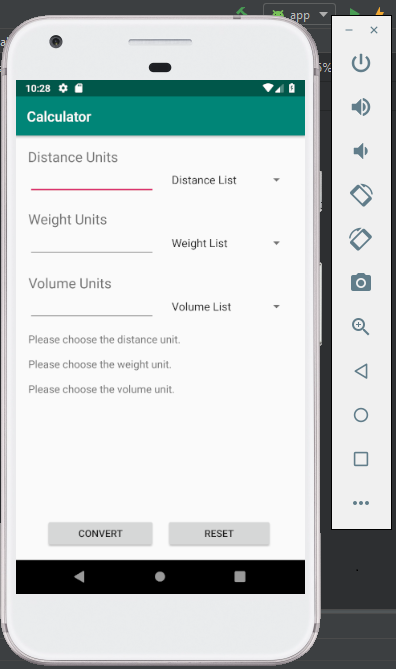 app
5%
10:28
Calculator
Distance Units
Distance List
Weight Units
Weight List
Volume Units
Volume List
Please choose the distance unit.
Please choose the weight unit.
Please choose the volume unit.
CONVERT RESET